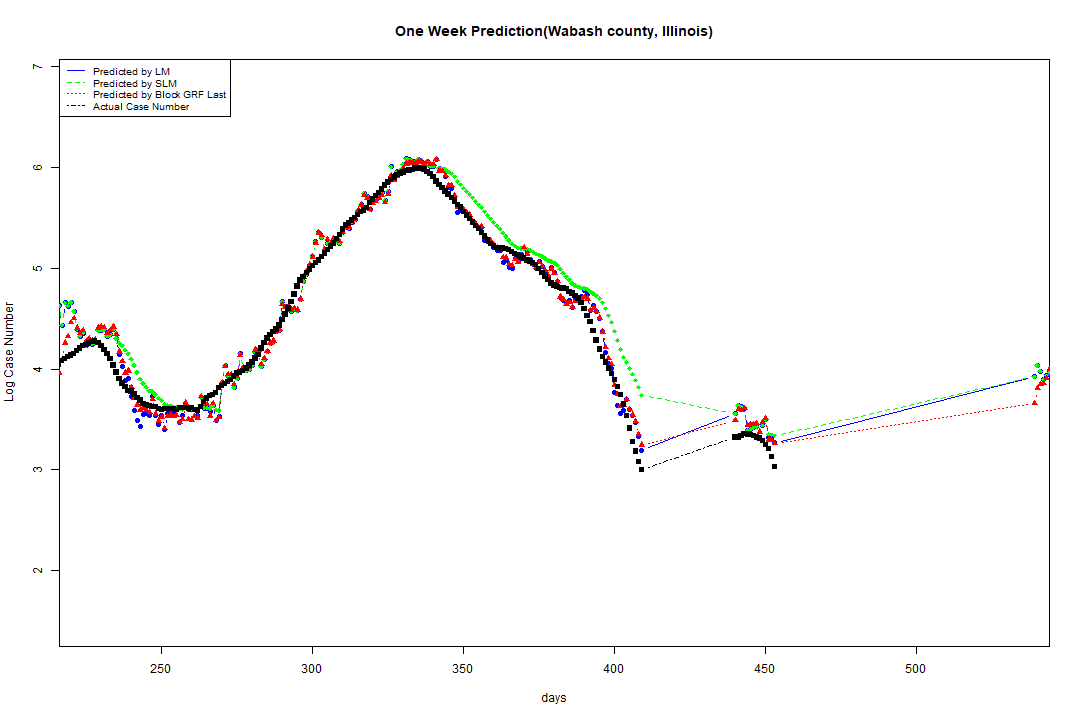 One Week Prediction(Wabash county, Illinois)
Predicted by LM
Predicted by SLM
Predicted by Block GRF Last
Actual Case Number
Log Case Number
7
6
5
4
3
2
250
300
350
400
450
500
days